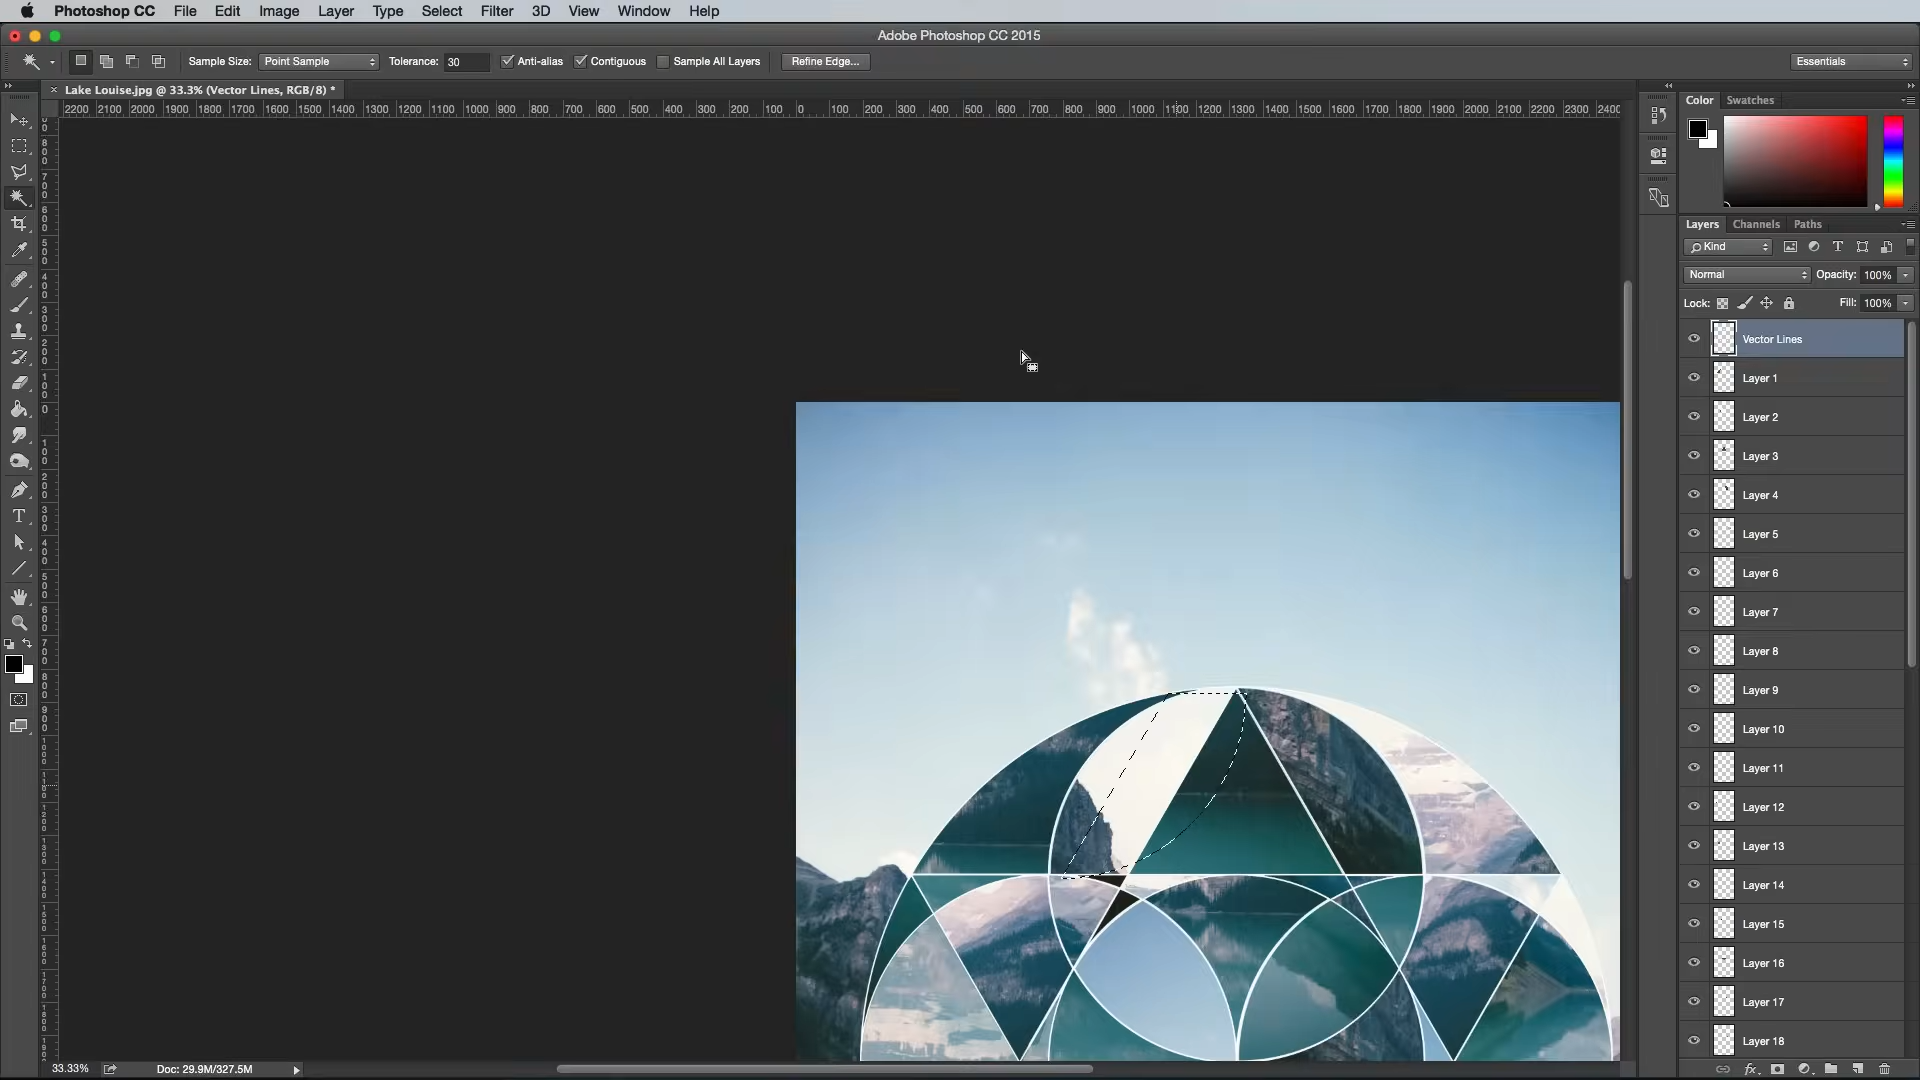 Photoshop CC File Edit Image Layer Type Select Filter 3D View Window Help
Adobe Photoshop CC 2015
Sample Size: Point Sample Tolerance: 30 Anti-alias Contiguous Sample All Layers Refine Edge... Essentials
Lake Louise.jpg @ 33.3% (Vector Lines, RGB/8) *
2200 2100 2000 1900 1800 1700 1600 1500 1400 1300 1200 1100 1000 900 800 700 600 500 400 300 200 100 0 100 200 300 400 500 600 700 800 900 1000 1100 1200 1300 1400 1500 1600 1700 1800 1900 2000 2100 2200 2300 2400
Color Swatches
Layers Channels Paths
Kind
Normal Opacity: 100%
Lock: Fill: 100%
Vector Lines
Layer 1
Layer 2
Layer 3
Layer 4
Layer 5
Layer 6
Layer 7
Layer 8
Layer 9
Layer 10
Layer 11
Layer 12
Layer 13
Layer 14
Layer 15
Layer 16
Layer 17
Layer 18
33.33% Doc: 29.9M/327.5M